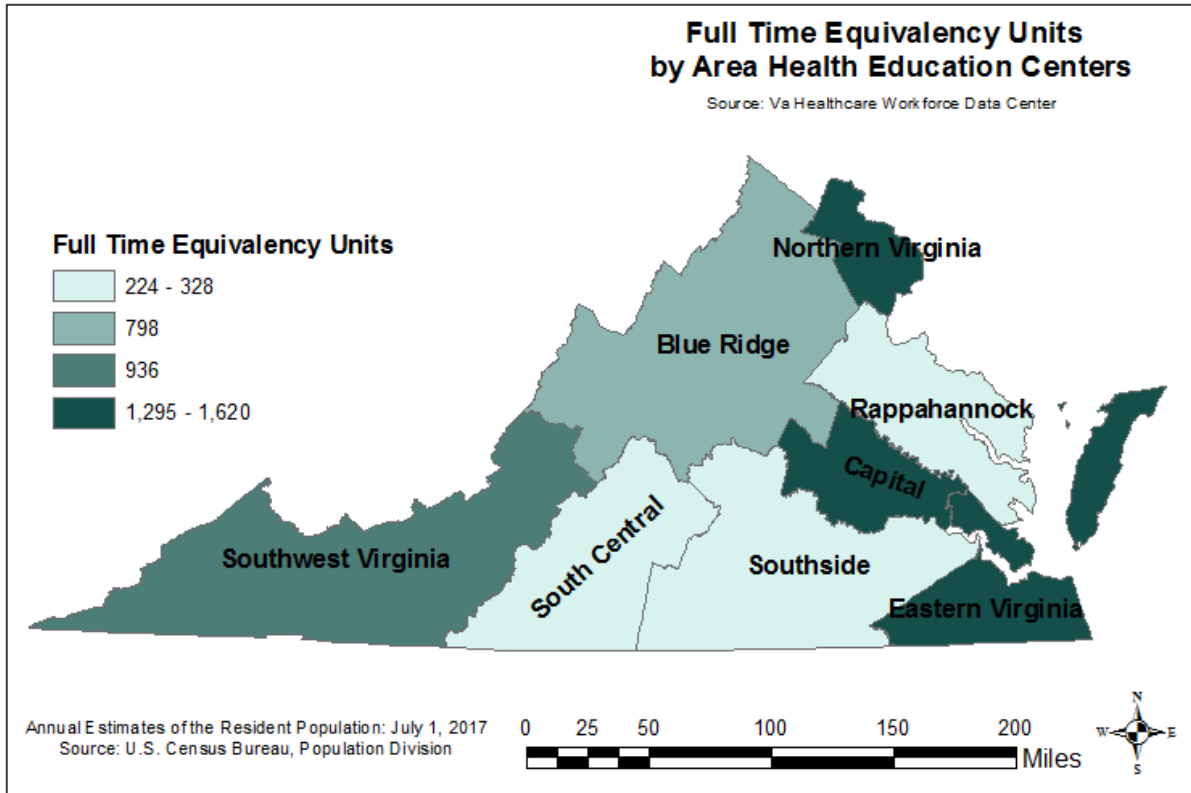 Full Time Equivalency Units
by Area Health Education Centers
Source: Va Healthcare Workforce Data Center
Full Time Equivalency Units
224 - 328
798
936
1,295 - 1,620
Northern Virginia
Blue Ridge
Rappahannock
Capital
Southwest Virginia
South Central
Southside
Eastern Virginia
Annual Estimates of the Resident Population: July 1, 2017
Source: U.S. Census Bureau, Population Division
0 25 50 100 150 200
Miles
N
W E
S